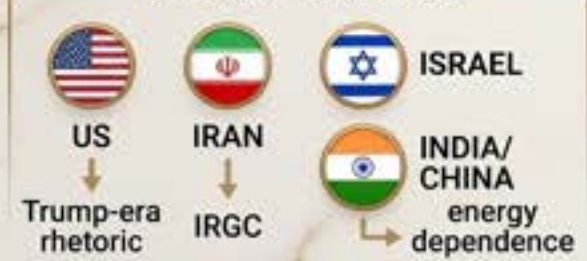 US
Trump-era
rhetoric
IRAN
IRGC
ISRAEL
INDIA/
CHINA
energy
dependence